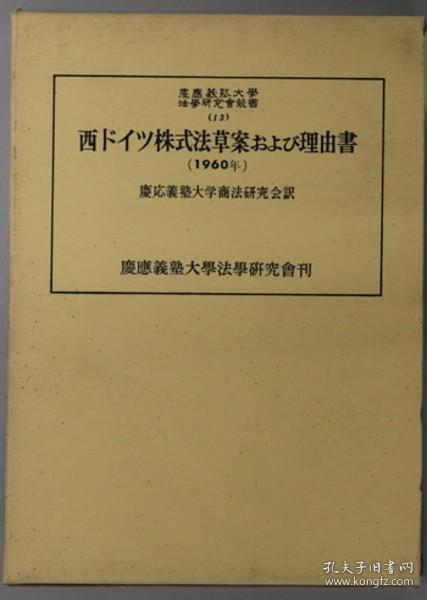 慶應義塾大學
法學研究會叢書
(13)
西ドイツ株式法草案および理由書
(1960年)
慶応義塾大学商法研究会訳
慶應義塾大學法學研究會刊
孔夫子旧书网
www.kongfz.com